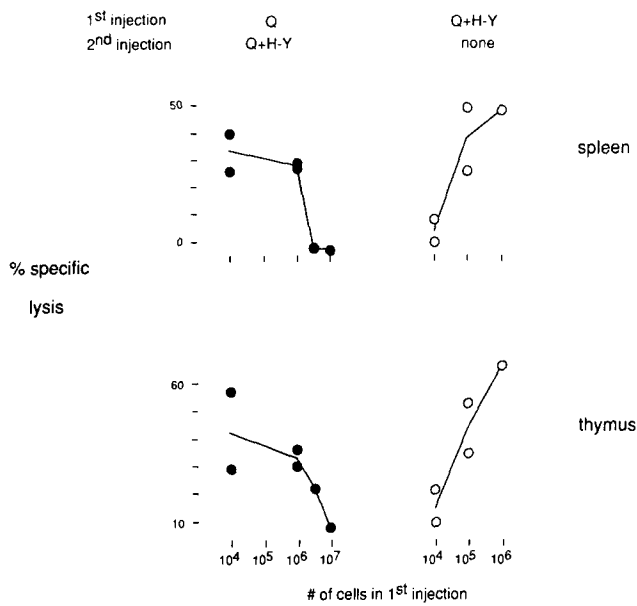 1st injection Q Q+H-Y
2nd injection Q+H-Y none
50
spleen
0
% specific
lysis
60
thymus
10
10^4 10^5 10^6 10^7 10^4 10^5 10^6
# of cells in 1st injection